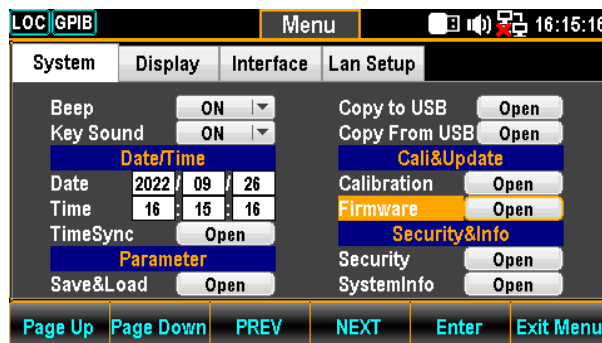 LOC GPIB Menu 16:15:16
System Display Interface Lan Setup
Beep ON
Key Sound ON
Date/Time
Date 2022 / 09 / 26
Time 16 : 15 : 16
TimeSync Open
Parameter
Save&Load Open
Copy to USB Open
Copy From USB Open
Cali&Update
Calibration Open
Firmware Open
Security&Info
Security Open
SystemInfo Open
Page Up Page Down PREV NEXT Enter Exit Menu